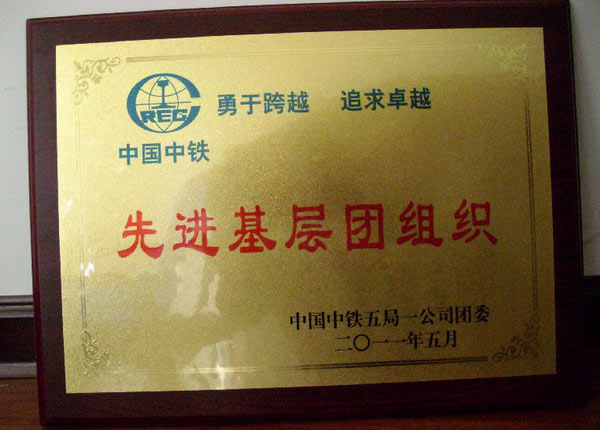 CREC 勇于跨越 追求卓越
中国中铁
先进基层团组织
中国中铁五局一公司团委
二〇一一年五月